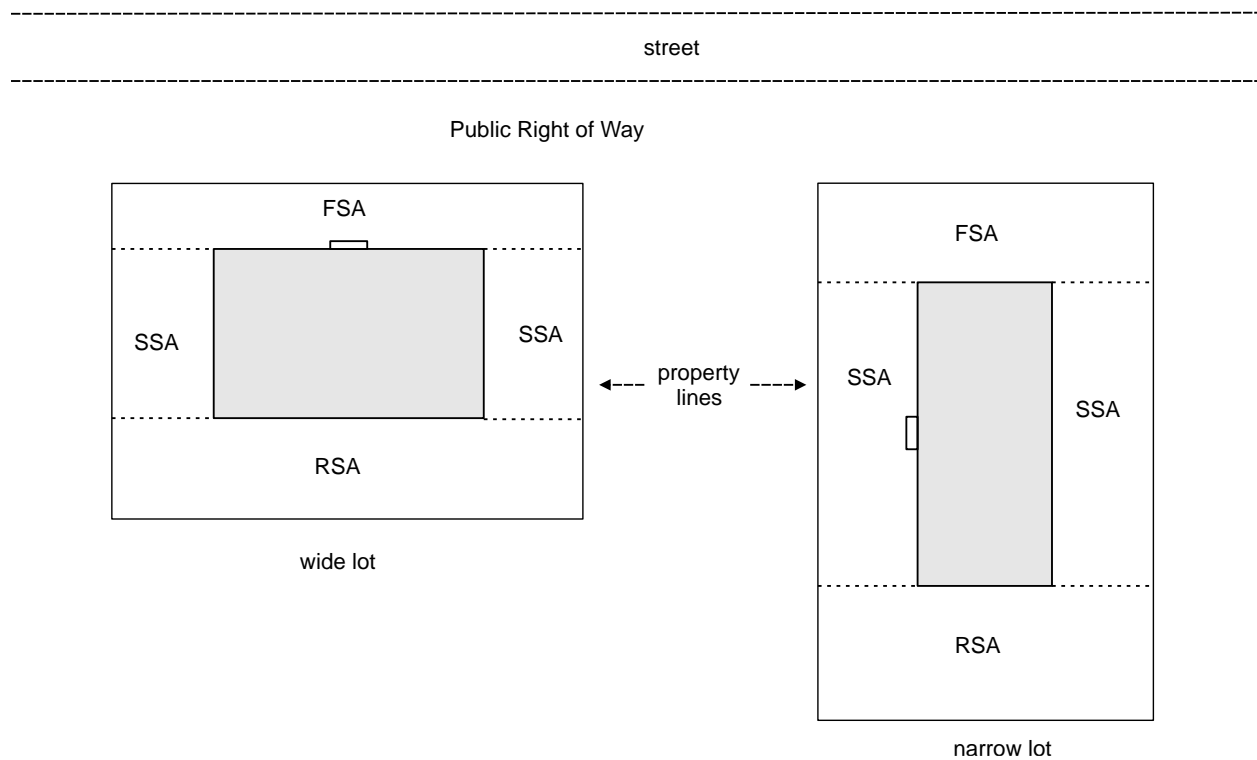 street
Public Right of Way
FSA
SSA
SSA
RSA
wide lot
property
lines
FSA
SSA
SSA
RSA
narrow lot